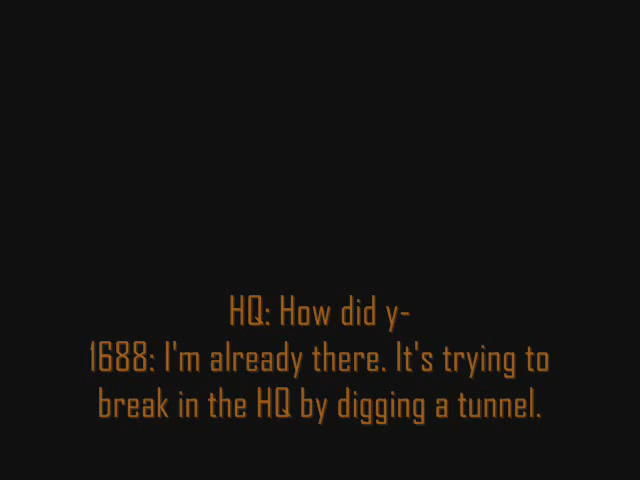 HQ: How did y-
1688: I'm already there. It's trying to
break in the HQ by digging a tunnel.